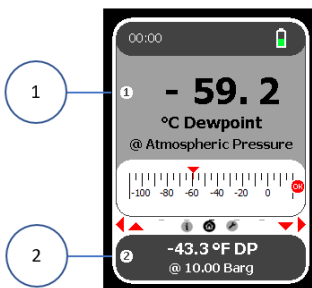 00:00
1
1
- 59.2
°C Dewpoint
@ Atmospheric Pressure
-100 -80 -60 -40 -20 0
OK
i
2
2
-43.3 °F DP
@ 10.00 Barg